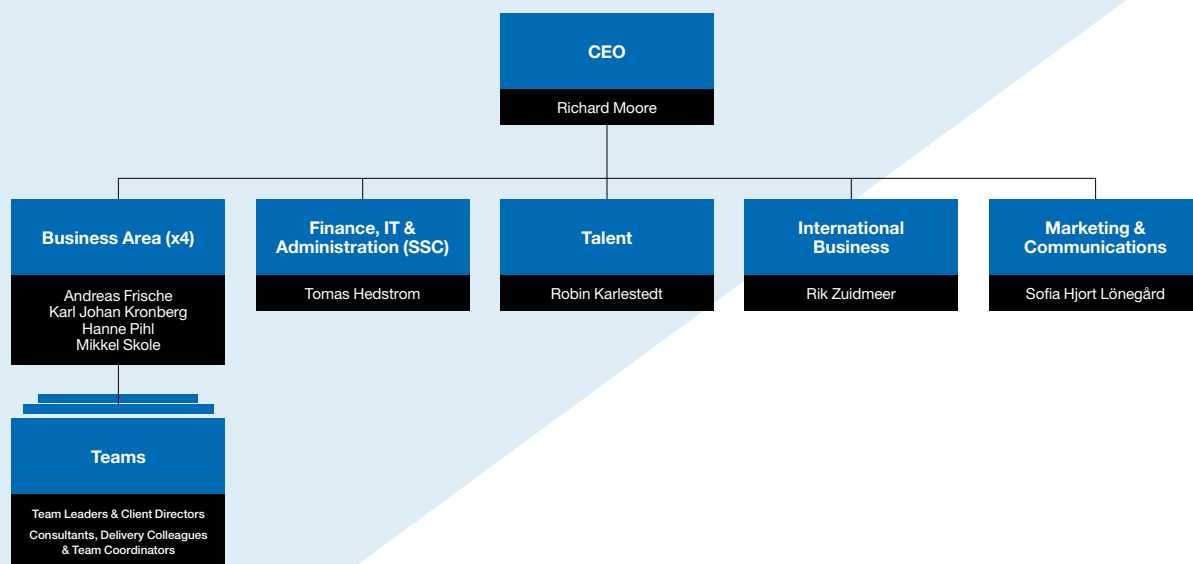 CEO
Richard Moore
Business Area (x4)
Andreas Frische
Karl Johan Kronberg
Hanne Pihl
Mikkel Skole
Finance, IT &
Administration (SSC)
Tomas Hedstrom
Talent
Robin Karlestedt
International
Business
Rik Zuidmeer
Marketing &
Communications
Sofia Hjort Lönegård
Teams
Team Leaders & Client Directors
Consultants, Delivery Colleagues
& Team Coordinators